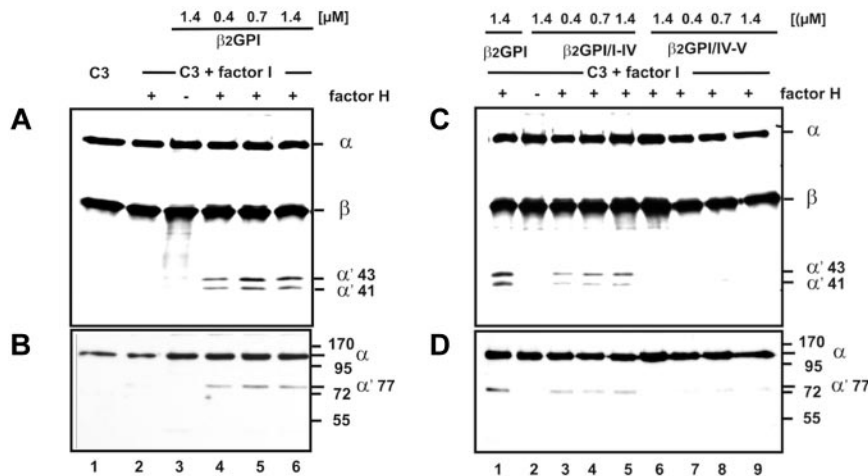 1.4 0.4 0.7 1.4 [µM]
β2GPI
C3 C3 + factor I
+ - + + + factor H
A
α
β
α' 43
α' 41
B
170
α
95
α' 77
72
55
1 2 3 4 5 6
1.4 1.4 0.4 0.7 1.4 1.4 0.4 0.7 1.4 [(µM]
β2GPI β2GPI/I-IV β2GPI/IV-V
C3 + factor I
+ - + + + + + + + factor H
C
α
β
α' 43
α' 41
D
170
α
95
α' 77
72
55
1 2 3 4 5 6 7 8 9